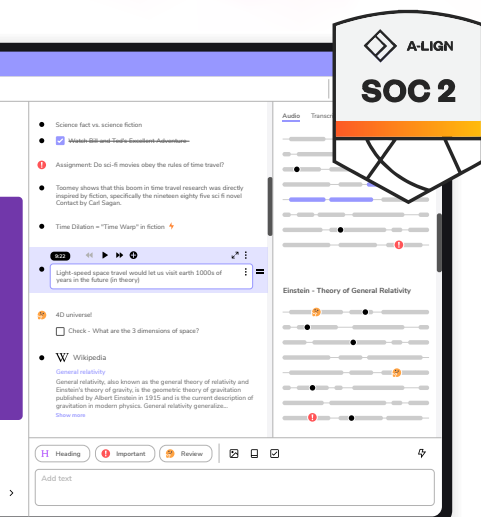 A-LIGN
SOC 2
Audio
Science fact vs. science fiction
Watch Bill and Ted's Excellent Adventure
Assignment: Do sci-fi movies obey the rules of time travel?
Toomey shows that this boom in time travel research was directly
inspired by fiction, specifically the nineteen eighty five sci fi novel
Contact by Carl Sagan.
Time Dilation = "Time Warp" in fiction
9:22
Light-speed space travel would let us visit earth 1000s of
years in the future (in theory)
4D universe!
Check - What are the 3 dimensions of space?
W Wikipedia
General relativity
General relativity, also known as the general theory of relativity and
Einstein's theory of gravity, is the geometric theory of gravitation
published by Albert Einstein in 1915 and is the current description of
gravitation in modern physics. General relativity generalize...
Show more
Einstein - Theory of General Relativity
H Heading
Important
Review
Add text